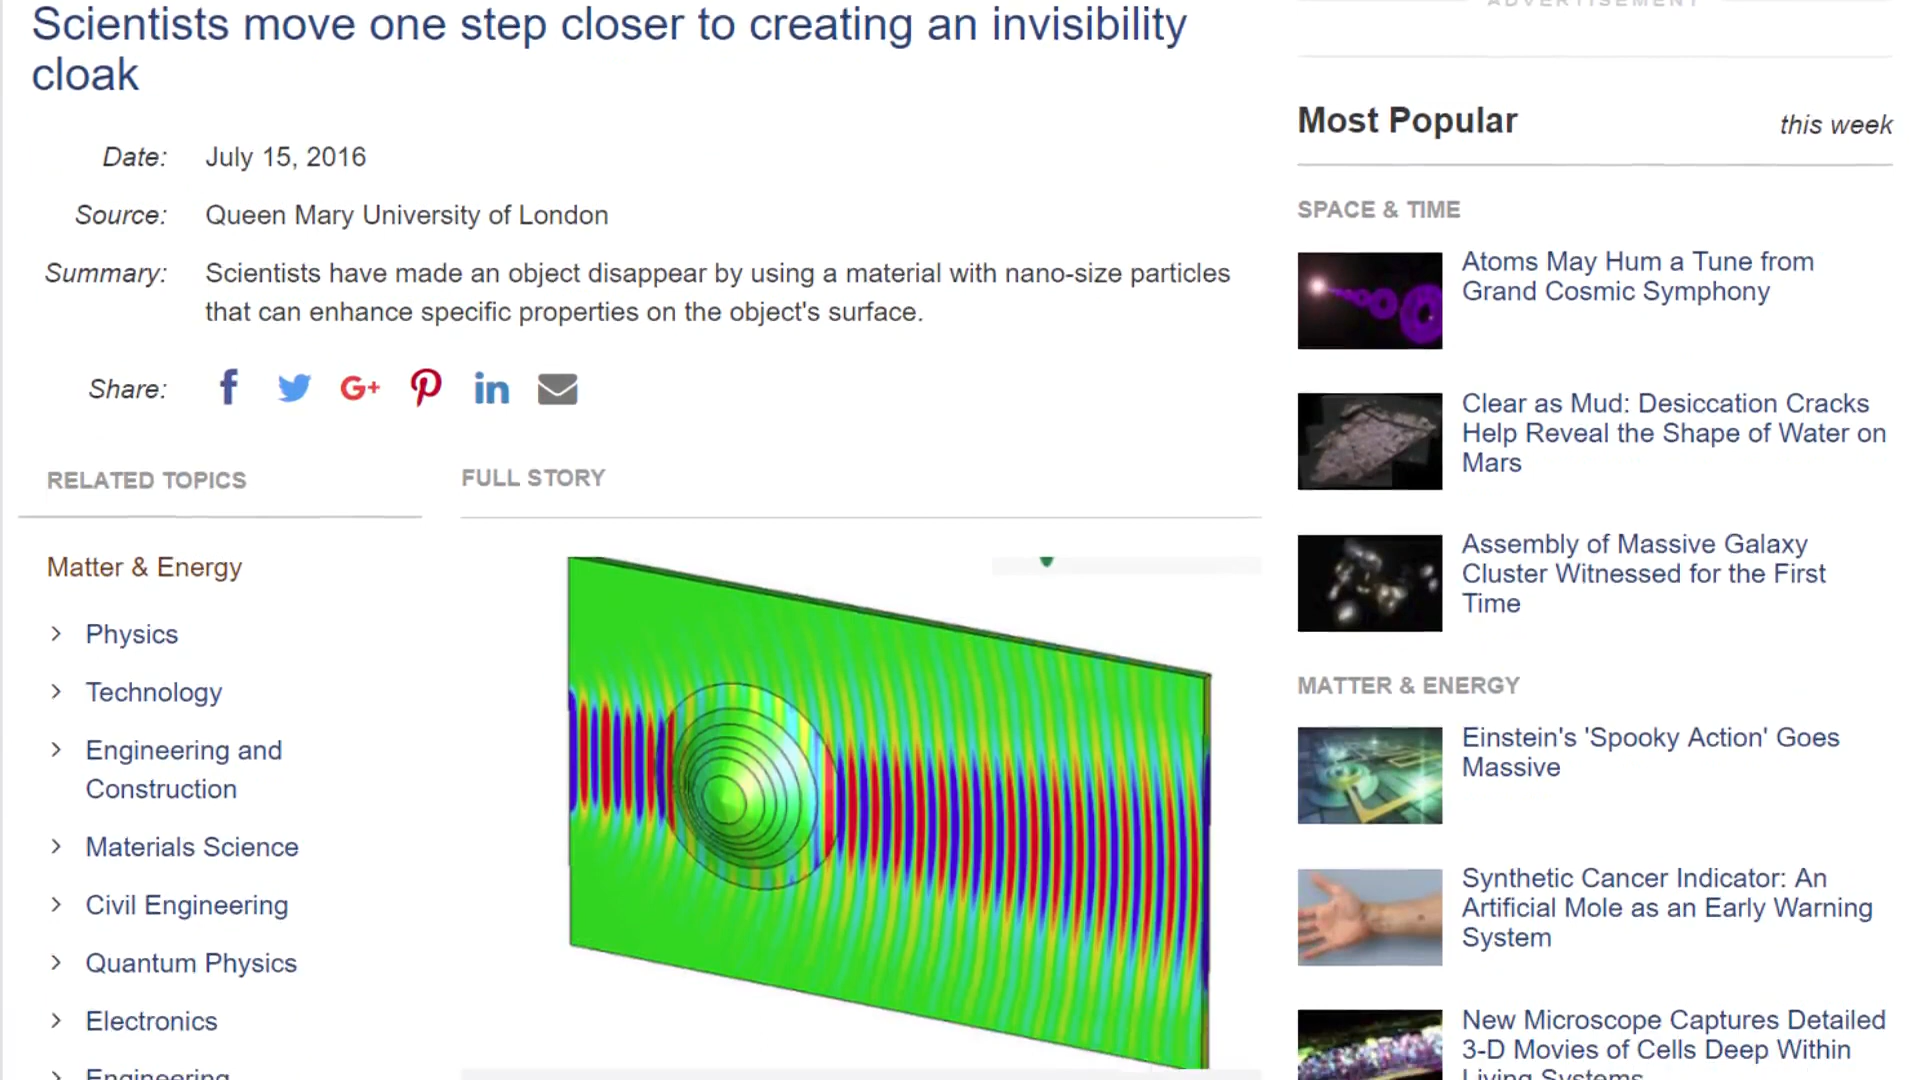 ADVERTISEMENT
Scientists move one step closer to creating an invisibility
cloak
Date: July 15, 2016
Source: Queen Mary University of London
Summary: Scientists have made an object disappear by using a material with nano-size particles
that can enhance specific properties on the object's surface.
Share: f G+ in
RELATED TOPICS
Matter & Energy
Physics
Technology
Engineering and
Construction
Materials Science
Civil Engineering
Quantum Physics
Electronics
Engineering
FULL STORY
Most Popular this week
SPACE & TIME
Atoms May Hum a Tune from
Grand Cosmic Symphony
Clear as Mud: Desiccation Cracks
Help Reveal the Shape of Water on
Mars
Assembly of Massive Galaxy
Cluster Witnessed for the First
Time
MATTER & ENERGY
Einstein's 'Spooky Action' Goes
Massive
Synthetic Cancer Indicator: An
Artificial Mole as an Early Warning
System
New Microscope Captures Detailed
3-D Movies of Cells Deep Within
Living Systems